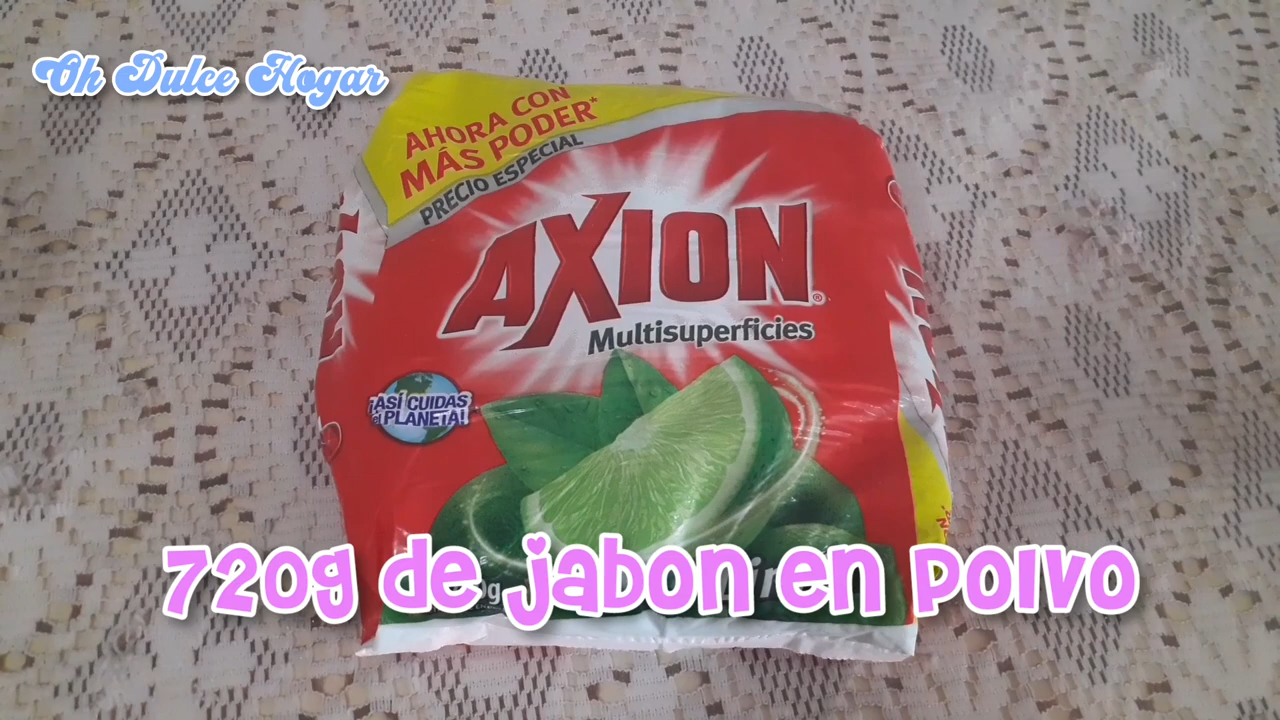 Oh Dulce Hogar
AHORA CON
MÁS PODER*
PRECIO ESPECIAL
AXION®
Multisuperficies
¡ASÍ CUIDAS
el PLANETA!
720g de jabon en polvo